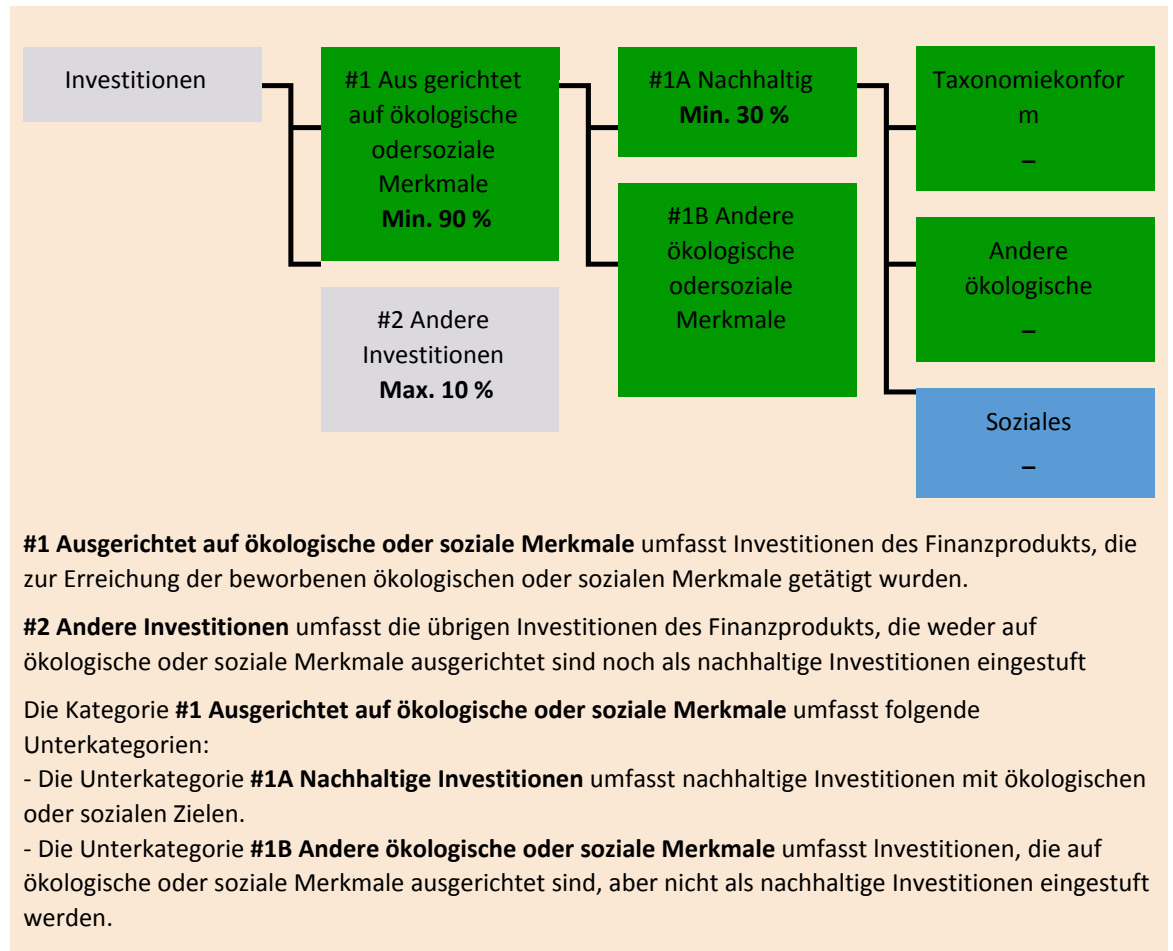 Investitionen
#1 Aus gerichtet
auf ökologische
odersoziale
Merkmale
Min. 90 %
#2 Andere
Investitionen
Max. 10 %
#1A Nachhaltig
Min. 30 %
#1B Andere
ökologische
odersoziale
Merkmale
Taxonomiekonfor
m
–
Andere
ökologische
–
Soziales
–
#1 Ausgerichtet auf ökologische oder soziale Merkmale umfasst Investitionen des Finanzprodukts, die
zur Erreichung der beworbenen ökologischen oder sozialen Merkmale getätigt wurden.
#2 Andere Investitionen umfasst die übrigen Investitionen des Finanzprodukts, die weder auf
ökologische oder soziale Merkmale ausgerichtet sind noch als nachhaltige Investitionen eingestuft
Die Kategorie #1 Ausgerichtet auf ökologische oder soziale Merkmale umfasst folgende
Unterkategorien:
- Die Unterkategorie #1A Nachhaltige Investitionen umfasst nachhaltige Investitionen mit ökologischen
oder sozialen Zielen.
- Die Unterkategorie #1B Andere ökologische oder soziale Merkmale umfasst lnvestitionen, die auf
ökologische oder soziale Merkmale ausgerichtet sind, aber nicht als nachhaltige Investitionen eingestuft
werden.